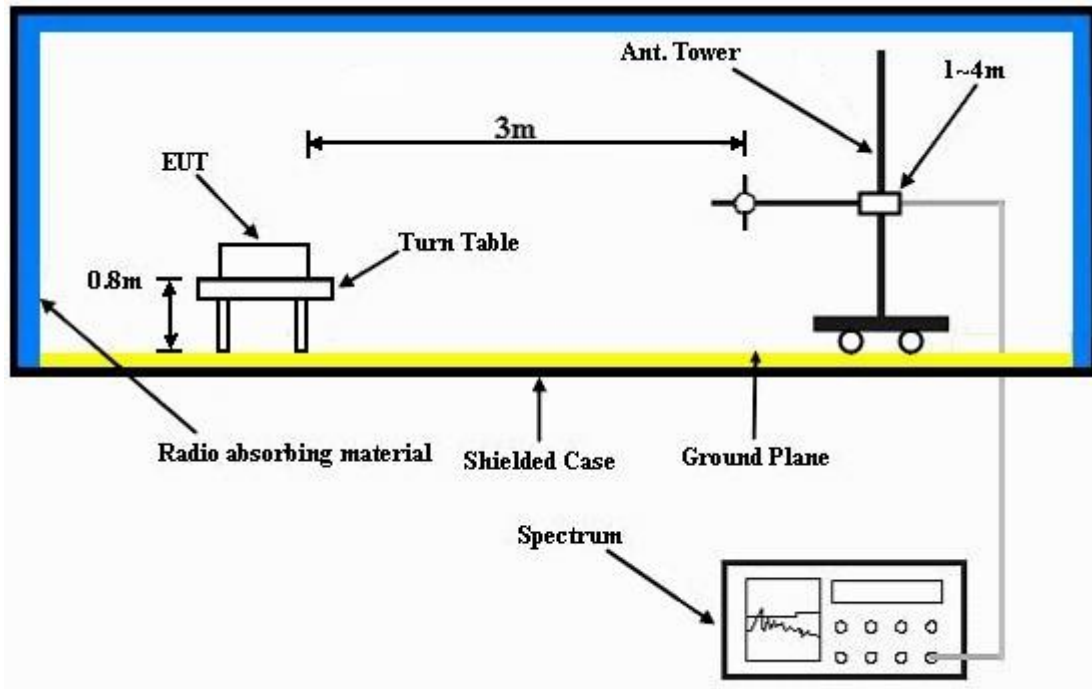 Ant. Tower
1~4m
3m
EUT
Turn Table
0.8m
Radio absorbing material
Shielded Case
Ground Plane
Spectrum